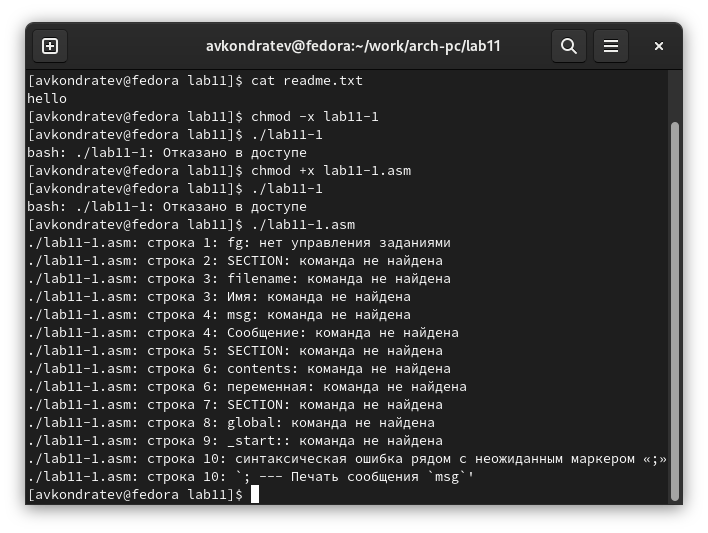 avkondratev@fedora:~/work/arch-pc/lab11
[avkondratev@fedora lab11]$ cat readme.txt
hello
[avkondratev@fedora lab11]$ chmod -x lab11-1
[avkondratev@fedora lab11]$ ./lab11-1
bash: ./lab11-1: Отказано в доступе
[avkondratev@fedora lab11]$ chmod +x lab11-1.asm
[avkondratev@fedora lab11]$ ./lab11-1
bash: ./lab11-1: Отказано в доступе
[avkondratev@fedora lab11]$ ./lab11-1.asm
./lab11-1.asm: строка 1: fg: нет управления заданиями
./lab11-1.asm: строка 2: SECTION: команда не найдена
./lab11-1.asm: строка 3: filename: команда не найдена
./lab11-1.asm: строка 3: Имя: команда не найдена
./lab11-1.asm: строка 4: msg: команда не найдена
./lab11-1.asm: строка 4: Сообщение: команда не найдена
./lab11-1.asm: строка 5: SECTION: команда не найдена
./lab11-1.asm: строка 6: contents: команда не найдена
./lab11-1.asm: строка 6: переменная: команда не найдена
./lab11-1.asm: строка 7: SECTION: команда не найдена
./lab11-1.asm: строка 8: global: команда не найдена
./lab11-1.asm: строка 9: _start:: команда не найдена
./lab11-1.asm: строка 10: синтаксическая ошибка рядом с неожиданным маркером «;»
./lab11-1.asm: строка 10: `; --- Печать сообщения `msg`'
[avkondratev@fedora lab11]$